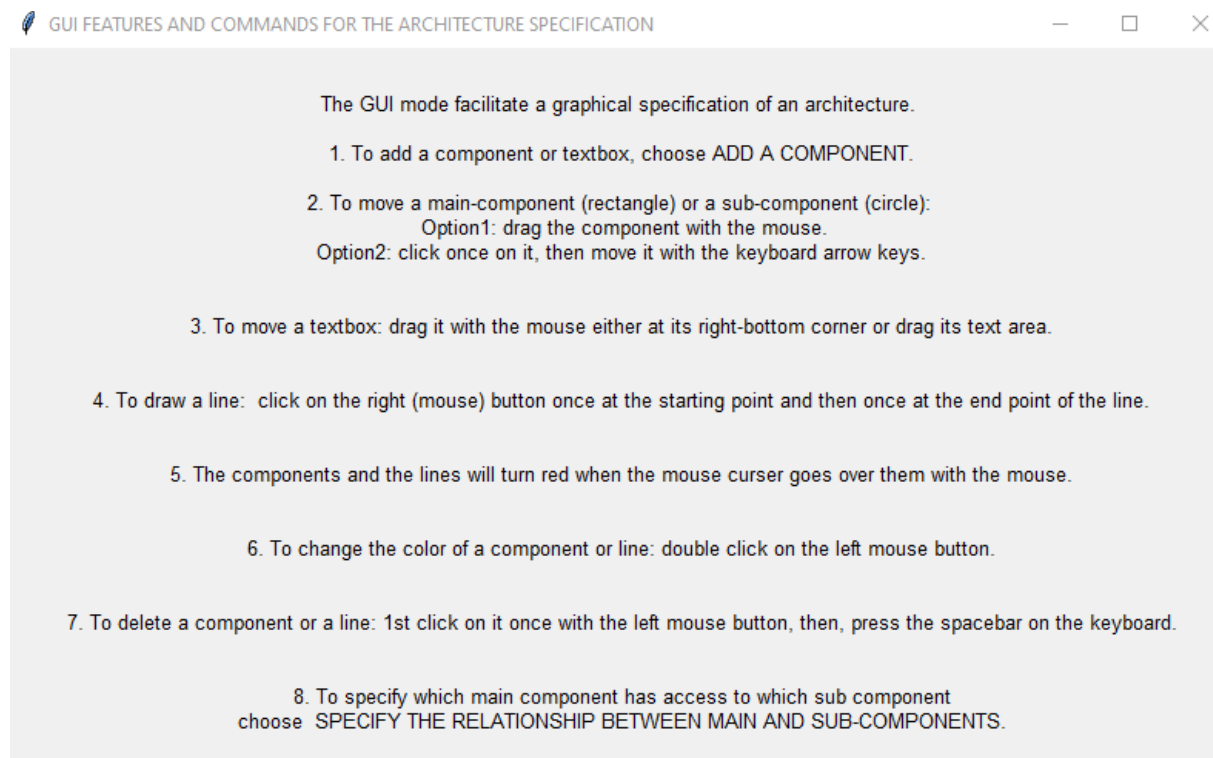 GUI FEATURES AND COMMANDS FOR THE ARCHITECTURE SPECIFICATION
The GUI mode facilitate a graphical specification of an architecture.
1. To add a component or textbox, choose ADD A COMPONENT.
2. To move a main-component (rectangle) or a sub-component (circle):
Option1: drag the component with the mouse.
Option2: click once on it, then move it with the keyboard arrow keys.
3. To move a textbox: drag it with the mouse either at its right-bottom corner or drag its text area.
4. To draw a line:  click on the right (mouse) button once at the starting point and then once at the end point of the line.
5. The components and the lines will turn red when the mouse curser goes over them with the mouse.
6. To change the color of a component or line: double click on the left mouse button.
7. To delete a component or a line: 1st click on it once with the left mouse button, then, press the spacebar on the keyboard.
8. To specify which main component has access to which sub component
choose  SPECIFY THE RELATIONSHIP BETWEEN MAIN AND SUB-COMPONENTS.